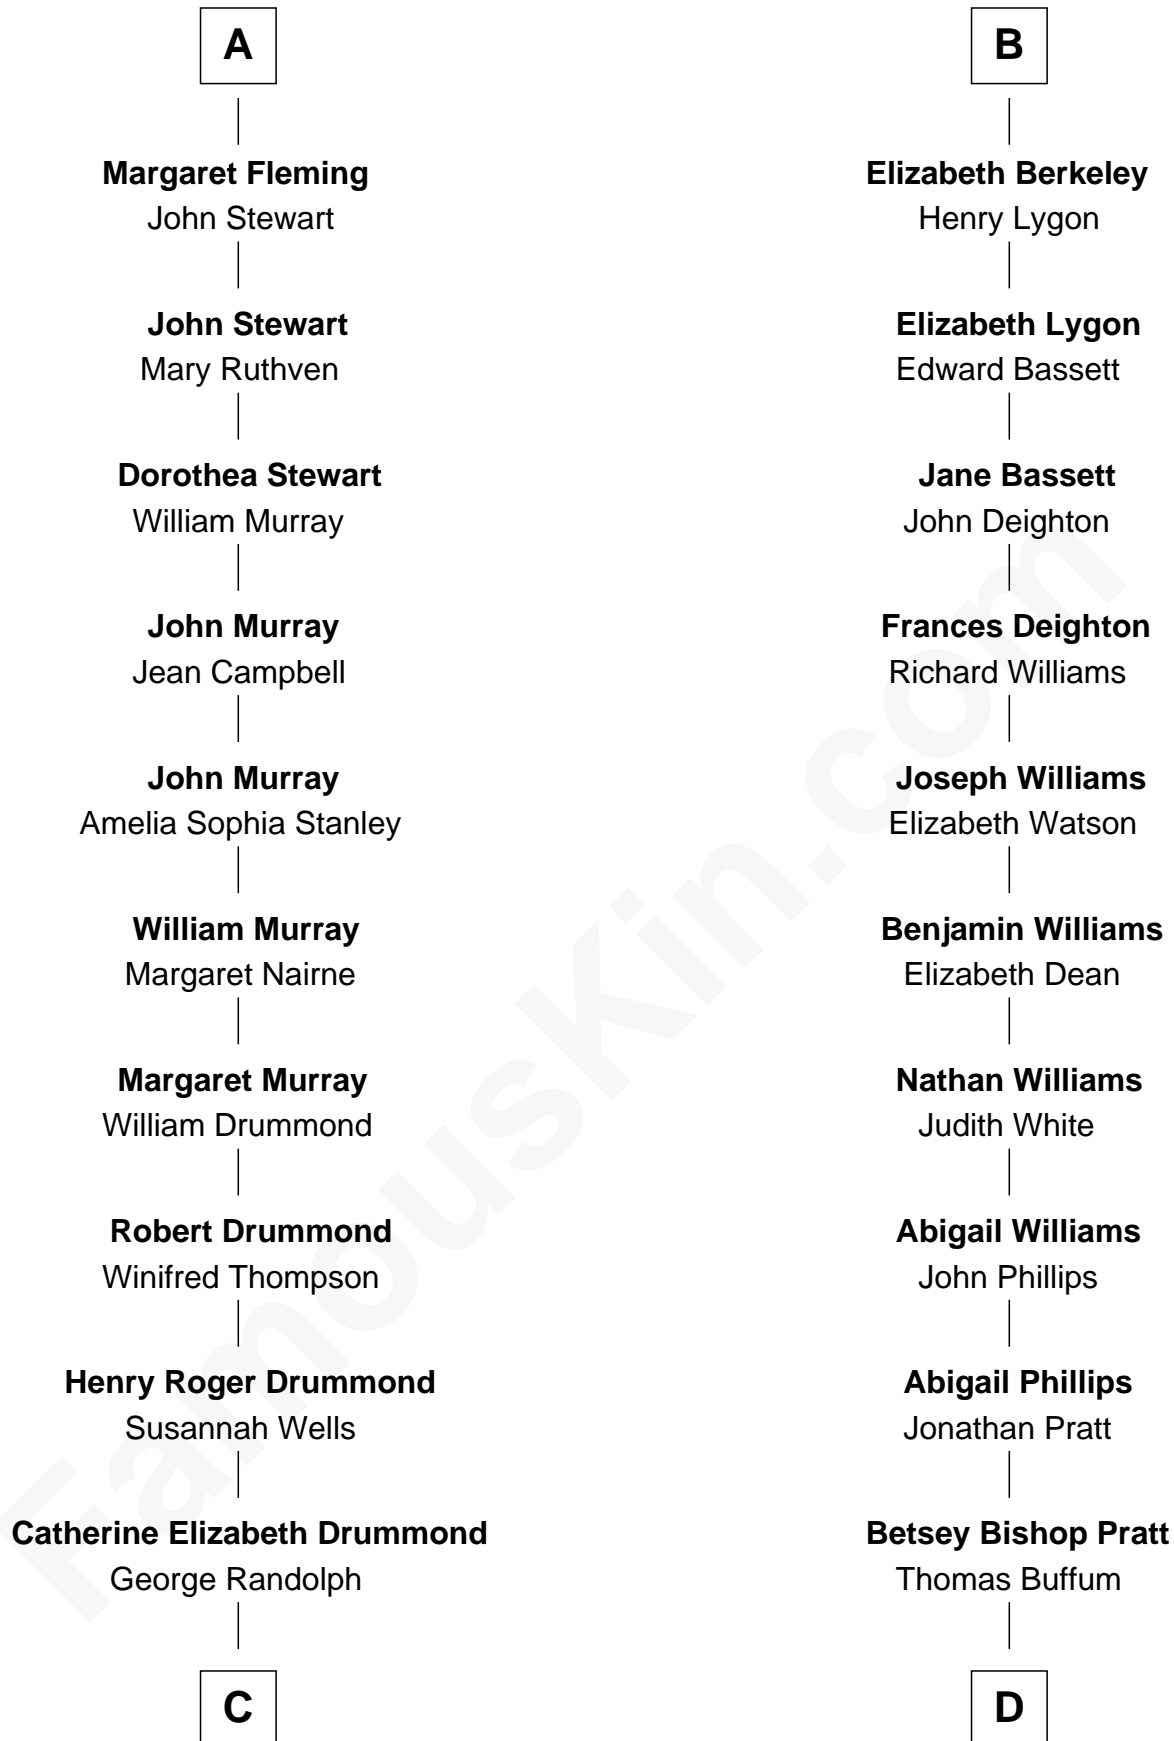 A
Margaret Fleming
John Stewart
John Stewart
Mary Ruthven
Dorothea Stewart
William Murray
John Murray
Jean Campbell
John Murray
Amelia Sophia Stanley
William Murray
Margaret Nairne
Margaret Murray
William Drummond
Robert Drummond
Winifred Thompson
Henry Roger Drummond
Susannah Wells
Catherine Elizabeth Drummond
George Randolph
C
B
Elizabeth Berkeley
Henry Lygon
Elizabeth Lygon
Edward Bassett
Jane Bassett
John Deighton
Frances Deighton
Richard Williams
Joseph Williams
Elizabeth Watson
Benjamin Williams
Elizabeth Dean
Nathan Williams
Judith White
Abigail Williams
John Phillips
Abigail Phillips
Jonathan Pratt
Betsey Bishop Pratt
Thomas Buffum
D
FamousKin.com